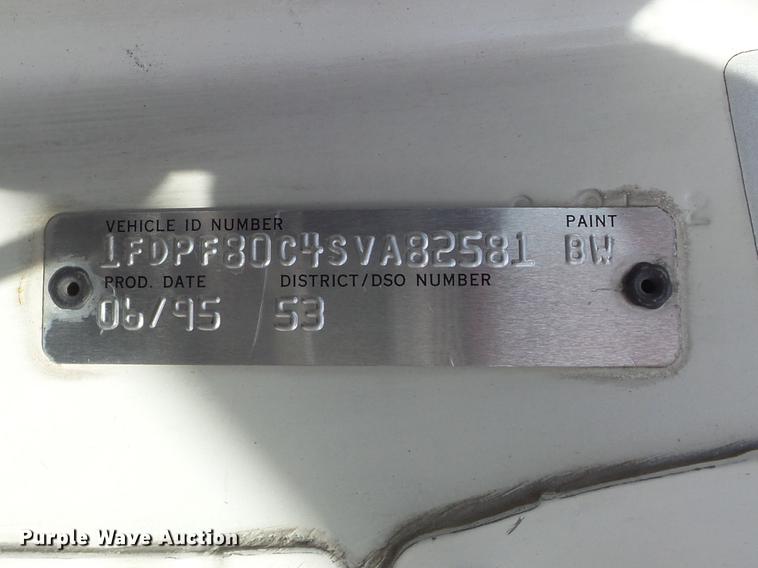 VEHICLE ID NUMBER PAINT
1FDPF80C4SVA82581 BW
PROD. DATE DISTRICT/DSO NUMBER
06/95 53
Purple Wave Auction